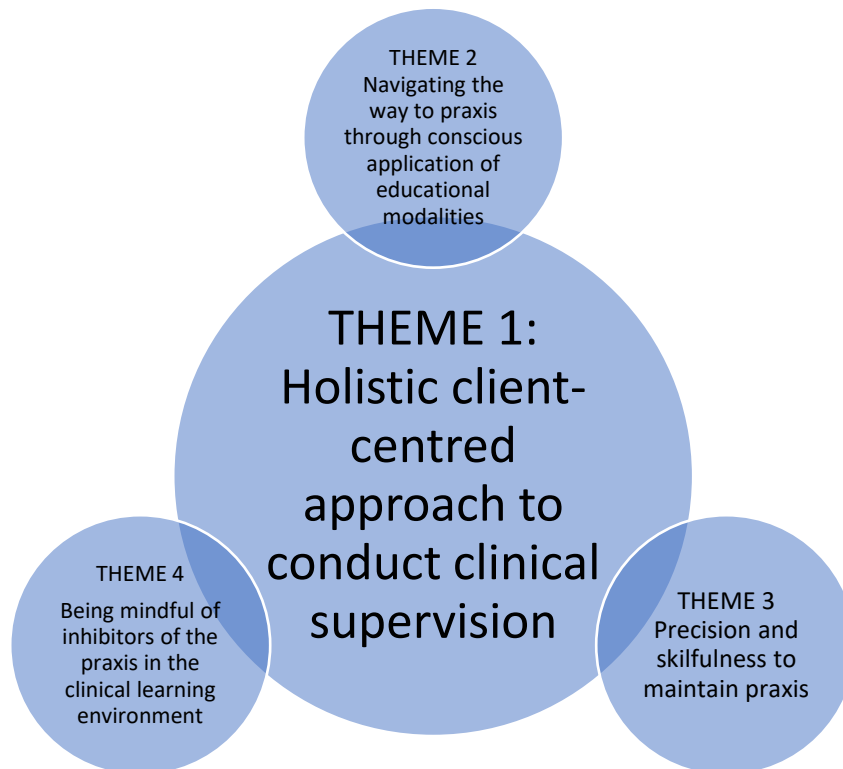 THEME 2
Navigating the
way to praxis
through conscious
application of
educational
modalities
THEME 1:
Holistic client-
centred
approach to
conduct clinical
supervision
THEME 4
Being mindful of
inhibitors of the
praxis in the
clinical learning
environment
THEME 3
Precision and
skilfulness to
maintain praxis